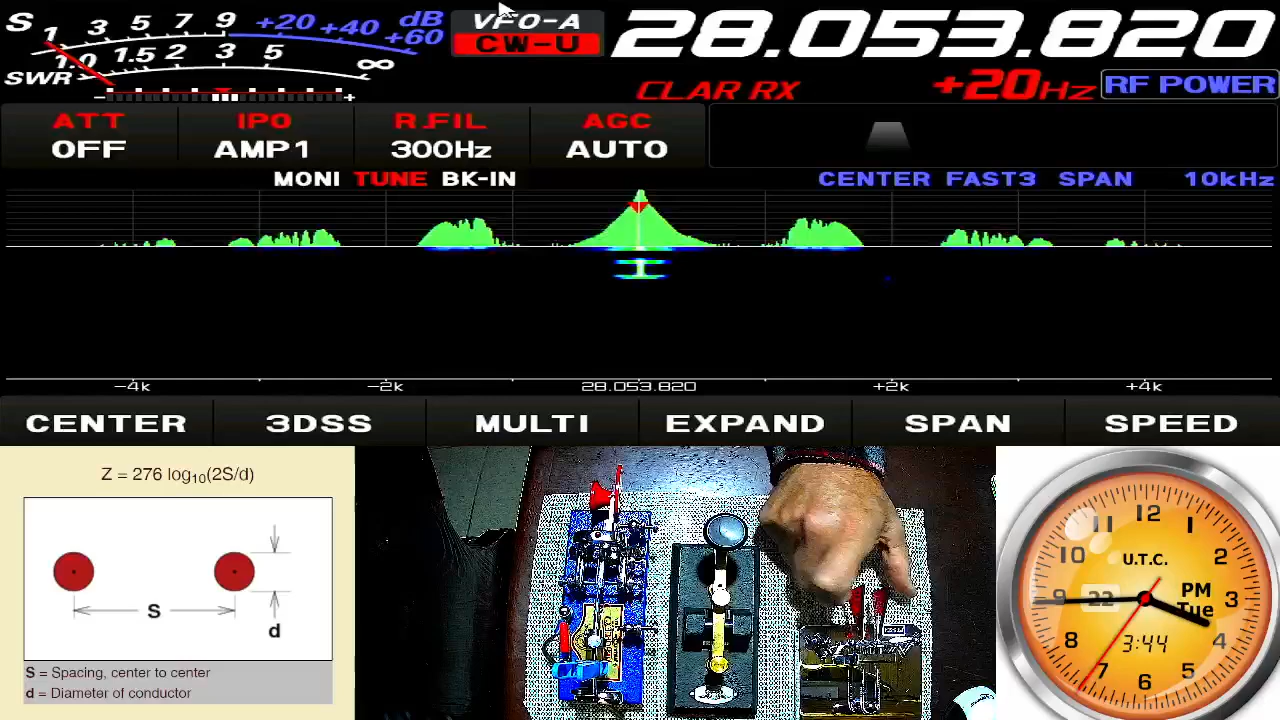 S 1 3 5 7 9 +20 +40 +60 dB
1.0 1.5 2 3 5 ∞
SWR
− +
VFO-A
CW-U
28.053.820
CLAR RX +20Hz RF POWER
ATT IPO R.FIL AGC
OFF AMP1 300Hz AUTO
MONI TUNE BK-IN CENTER FAST3 SPAN 10kHz
−4k −2k 28.053.820 +2k +4k
CENTER 3DSS MULTI EXPAND SPAN SPEED
Z = 276 log10(2S/d)
S
d
S = Spacing, center to center
d = Diameter of conductor
12 1 2 3 4 5 6 7 8 9 10 11
U.T.C.
PM
22 Tue
3:44